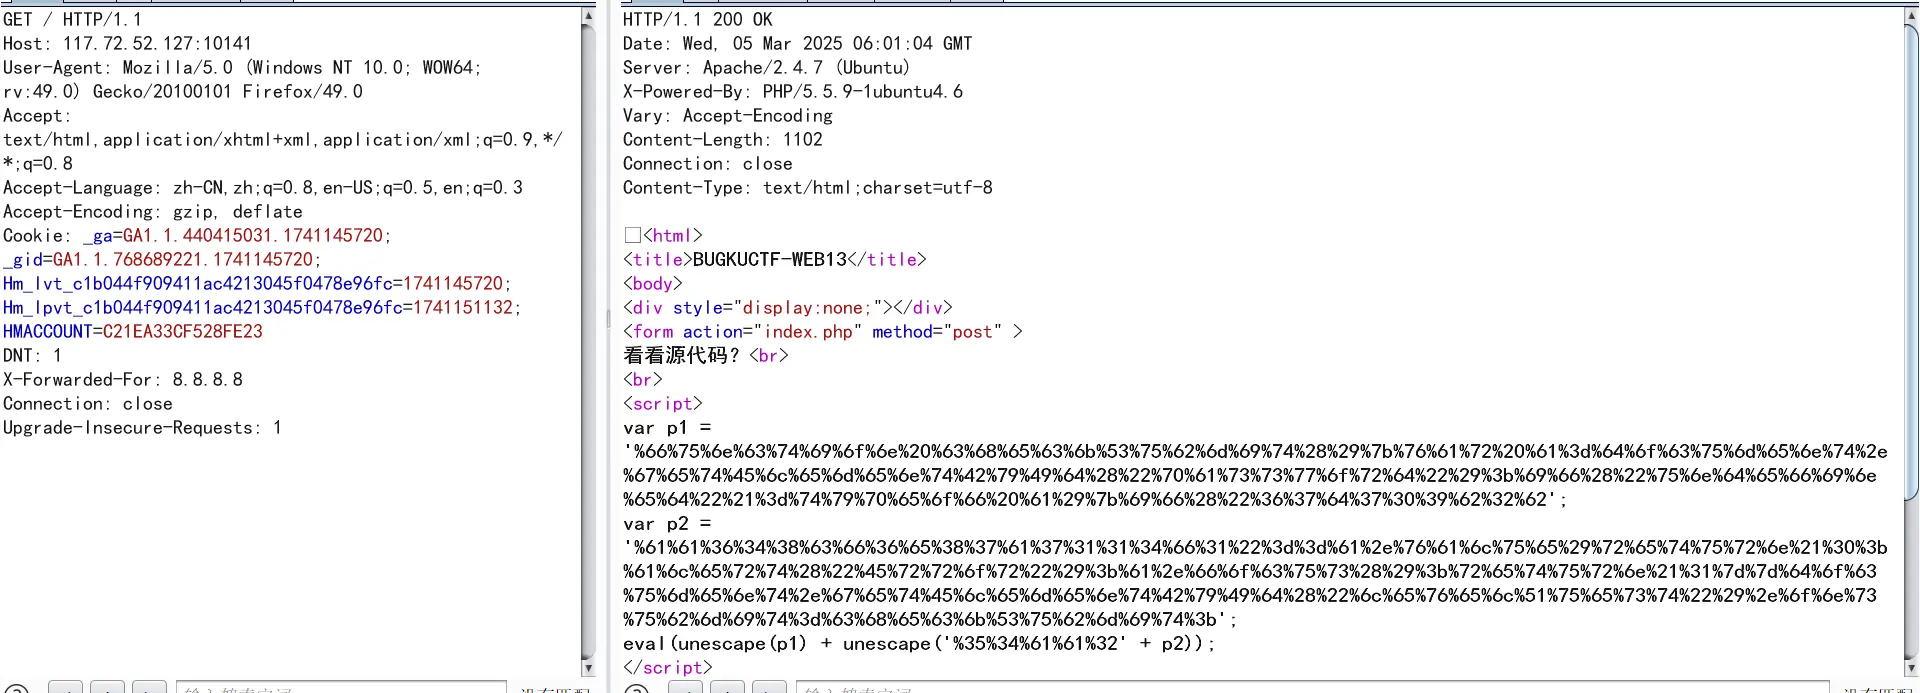 GET / HTTP/1.1
Host: 117.72.52.127:10141
User-Agent: Mozilla/5.0 (Windows NT 10.0; WOW64;
rv:49.0) Gecko/20100101 Firefox/49.0
Accept:
text/html,application/xhtml+xml,application/xml;q=0.9,*/
*;q=0.8
Accept-Language: zh-CN,zh;q=0.8,en-US;q=0.5,en;q=0.3
Accept-Encoding: gzip, deflate
Cookie: _ga=GA1.1.440415031.1741145720;
_gid=GA1.1.768689221.1741145720;
Hm_lvt_c1b044f909411ac4213045f0478e96fc=1741145720;
Hm_lpvt_c1b044f909411ac4213045f0478e96fc=1741151132;
HMACCOUNT=C21EA33CF528FE23
DNT: 1
X-Forwarded-For: 8.8.8.8
Connection: close
Upgrade-Insecure-Requests: 1
HTTP/1.1 200 OK
Date: Wed, 05 Mar 2025 06:01:04 GMT
Server: Apache/2.4.7 (Ubuntu)
X-Powered-By: PHP/5.5.9-1ubuntu4.6
Vary: Accept-Encoding
Content-Length: 1102
Connection: close
Content-Type: text/html;charset=utf-8
<html>
<title>BUGKUCTF-WEB13</title>
<body>
<div style="display:none;"></div>
<form action="index.php" method="post" >
看看源代码？<br>
<br>
<script>
var p1 =
'%66%75%6e%63%74%69%6f%6e%20%63%68%65%63%6b%53%75%62%6d%69%74%28%29%7b%76%61%72%20%61%3d%64%6f%63%75%6d%65%6e%74%2e
%67%65%74%45%6c%65%6d%65%6e%74%42%79%49%64%28%22%70%61%73%73%77%6f%72%64%22%29%3b%69%66%28%22%75%6e%64%65%66%69%6e
%65%64%22%21%3d%74%79%70%65%6f%66%20%61%29%7b%69%66%28%22%36%37%64%37%30%39%62%32%62';
var p2 =
'%61%61%36%34%38%63%66%36%65%38%37%61%37%31%31%34%66%31%22%3d%3d%61%2e%76%61%6c%75%65%29%72%65%74%75%72%6e%21%30%3b
%61%6c%65%72%74%28%22%45%72%72%6f%72%22%29%3b%61%2e%66%6f%63%75%73%28%29%3b%72%65%74%75%72%6e%21%31%7d%7d%64%6f%63
%75%6d%65%6e%74%2e%67%65%74%45%6c%65%6d%65%6e%74%42%79%49%64%28%22%6c%65%76%65%6c%51%75%65%73%74%22%29%2e%6f%6e%73
%75%62%6d%69%74%3d%63%68%65%63%6b%53%75%62%6d%69%74%3b';
eval(unescape(p1) + unescape('%35%34%61%61%32' + p2));
</script>